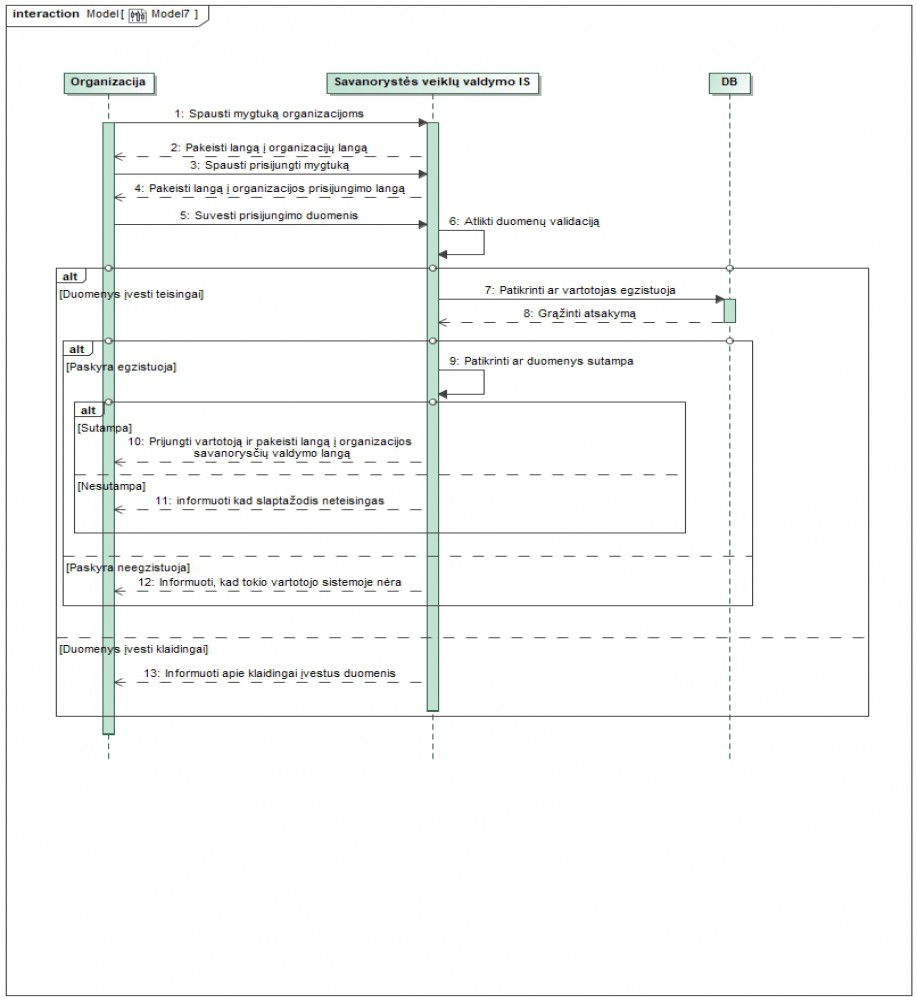 interaction Model[ Model7 ]
Organizacija
Savanorystės veiklų valdymo IS
DB
1: Spausti mygtuką organizacijoms
2: Pakeisti langą į organizacijų langą
3: Spausti prisijungti mygtuką
4: Pakeisti langą į organizacijos prisijungimo langą
5: Suvesti prisijungimo duomenis
6: Atlikti duomenų validaciją
alt
[Duomenys įvesti teisingai]
7: Patikrinti ar vartotojas egzistuoja
8: Grąžinti atsakymą
alt
[Paskyra egzistuoja]
9: Patikrinti ar duomenys sutampa
alt
[Sutampa]
10: Prijungti vartotoją ir pakeisti langą į organizacijos
savanorysčių valdymo langą
[Nesutampa]
11: informuoti kad slaptažodis neteisingas
[Paskyra neegzistuoja]
12: Informuoti, kad tokio vartotojo sistemoje nėra
[Duomenys įvesti klaidingai]
13: Informuoti apie klaidingai įvestus duomenis